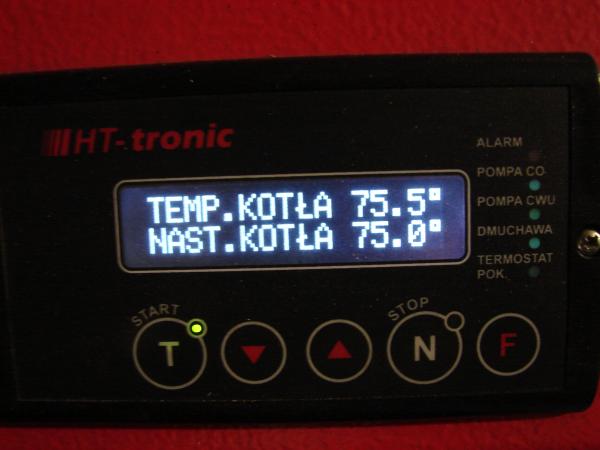 HT-tronic
ALARM
POMPA CO
POMPA CWU
DMUCHAWA
TERMOSTAT
POK.
TEMP.KOTŁA 75.5°
NAST.KOTŁA 75.0°
START
T
STOP
N
F